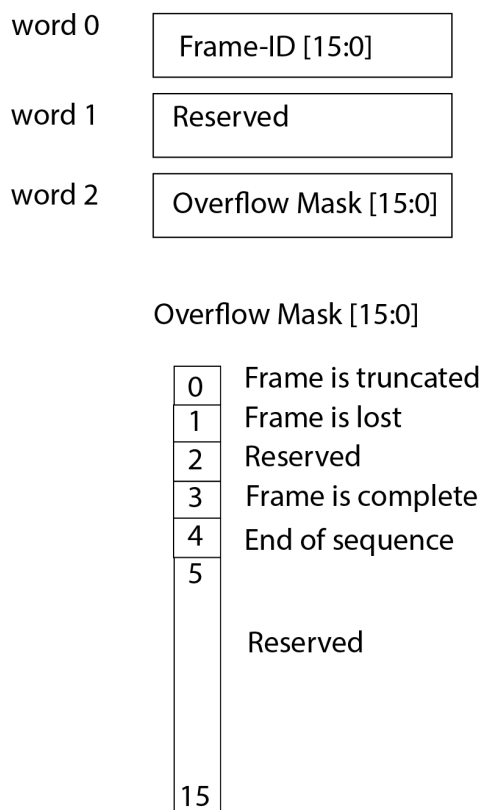 word 0
Frame-ID [15:0]
word 1
Reserved
word 2
Overflow Mask [15:0]
Overflow Mask [15:0]
0 Frame is truncated
1 Frame is lost
2 Reserved
3 Frame is complete
4 End of sequence
5
Reserved
15